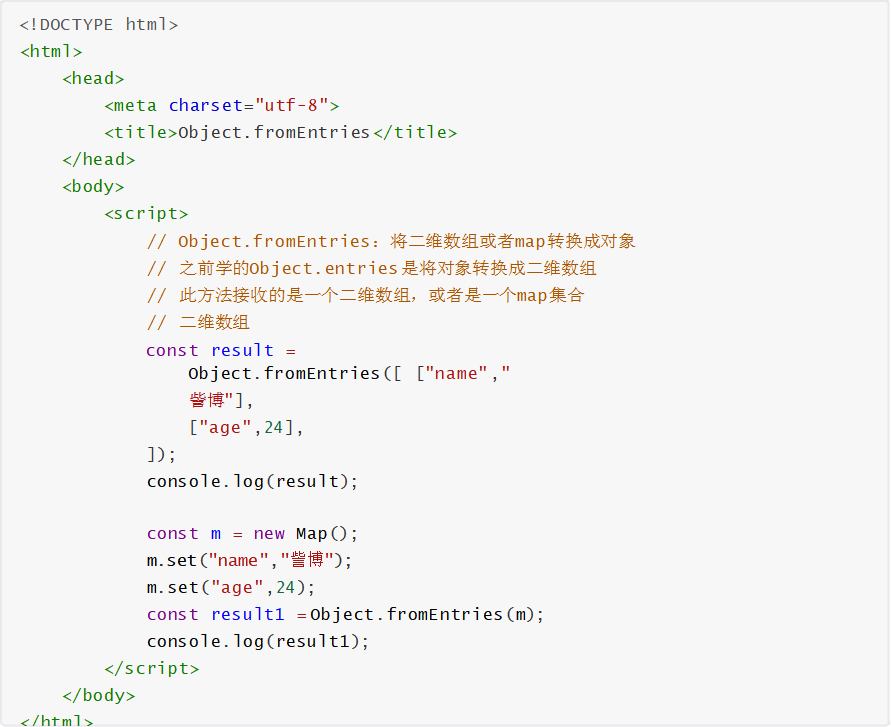 <!DOCTYPE html>
<html>
    <head>
        <meta charset="utf-8">
        <title>Object.fromEntries</title>
    </head>
    <body>
        <script>
            // Object.fromEntries：将二维数组或者map转换成对象
            // 之前学的Object.entries是将对象转换成二维数组
            // 此方法接收的是一个二维数组，或者是一个map集合
            // 二维数组
            const result =
                Object.fromEntries([ ["name","
                訾博"],
                ["age",24],
            ]);
            console.log(result);

            const m = new Map();
            m.set("name","訾博");
            m.set("age",24);
            const result1 =Object.fromEntries(m);
            console.log(result1);
        </script>
    </body>
</html>